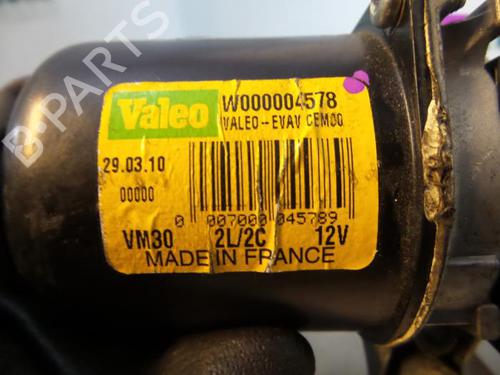 Valeo
W000004578
VALEO-EVAV CEM00
29.03.10
00000
0 007000 045789
VM30 2L/2C 12V
MADE IN FRANCE
B-Parts